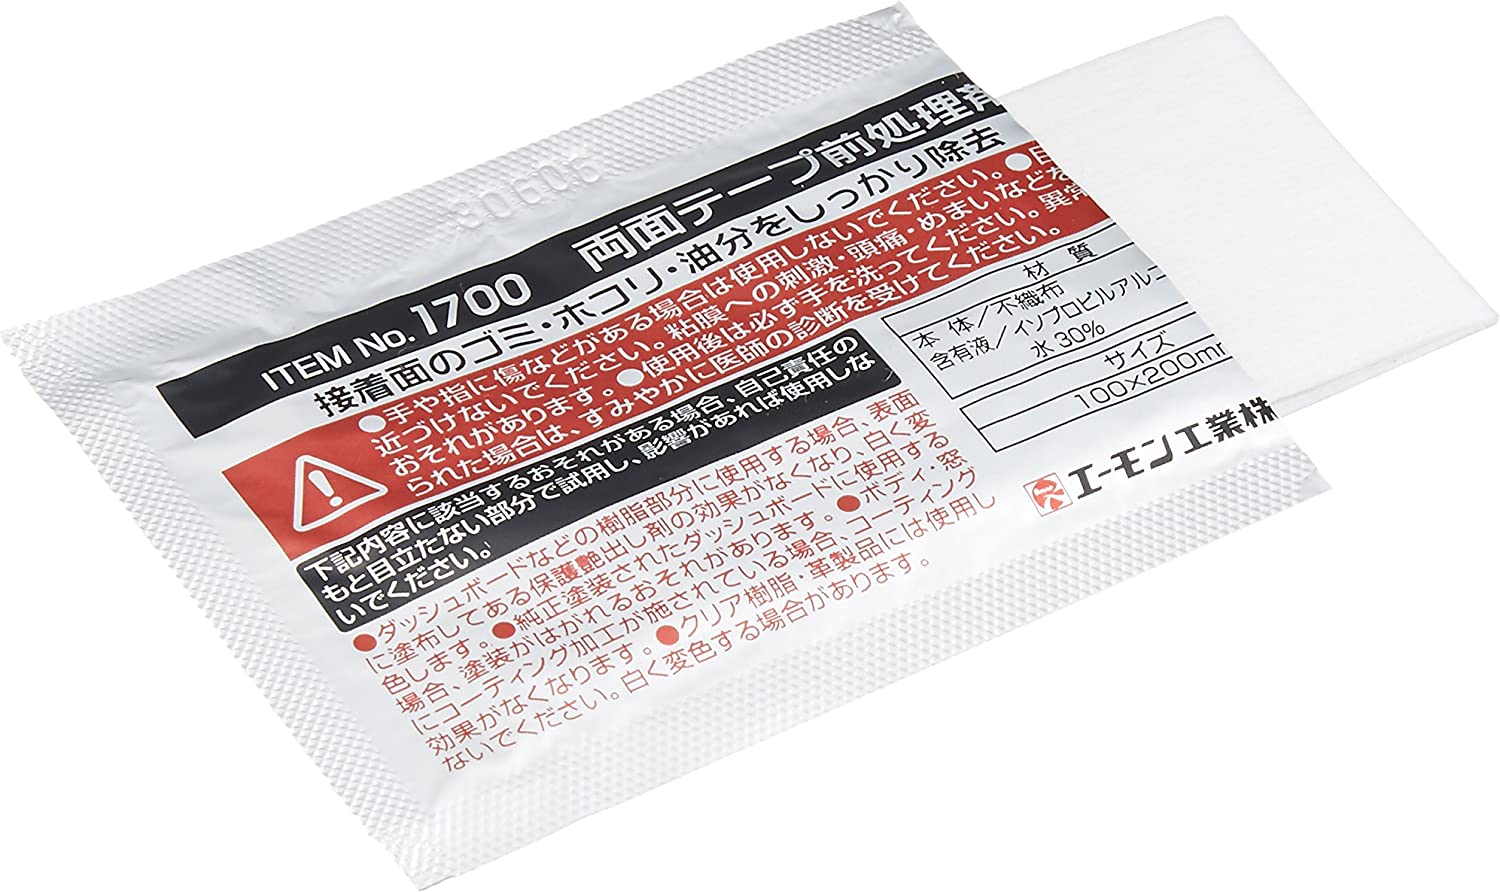 ITEM No.1700 両面テープ前処理剤
接着面のゴミ・ホコリ・油分をしっかり除去
●手や指に傷などがある場合は使用しないでください。●目
近づけないでください。粘膜への刺激・頭痛・めまいなどを
おそれがあります。●使用後は必ず手を洗ってください。異常
られた場合は、すみやかに医師の診断を受けてください。
下記内容に該当するおそれがある場合、自己責任の
もと目立たない部分で試用し、影響があれば使用しな
いでください。
●ダッシュボードなどの樹脂部分に使用する場合、表面
に塗布してある保護艶出し剤の効果がなくなり、白く変
色します。●純正塗装されたダッシュボードに使用する
場合、塗装がはがれるおそれがあります。●ボディ・窓
にコーティング加工が施されている場合、コーティング
効果がなくなります。●クリア樹脂・革製品には使用し
ないでください。白く変色する場合があります。
材質
本体/不織布
含有液/イソプロピルアルコ
水30%
サイズ
100×200mm
エーモン工業株